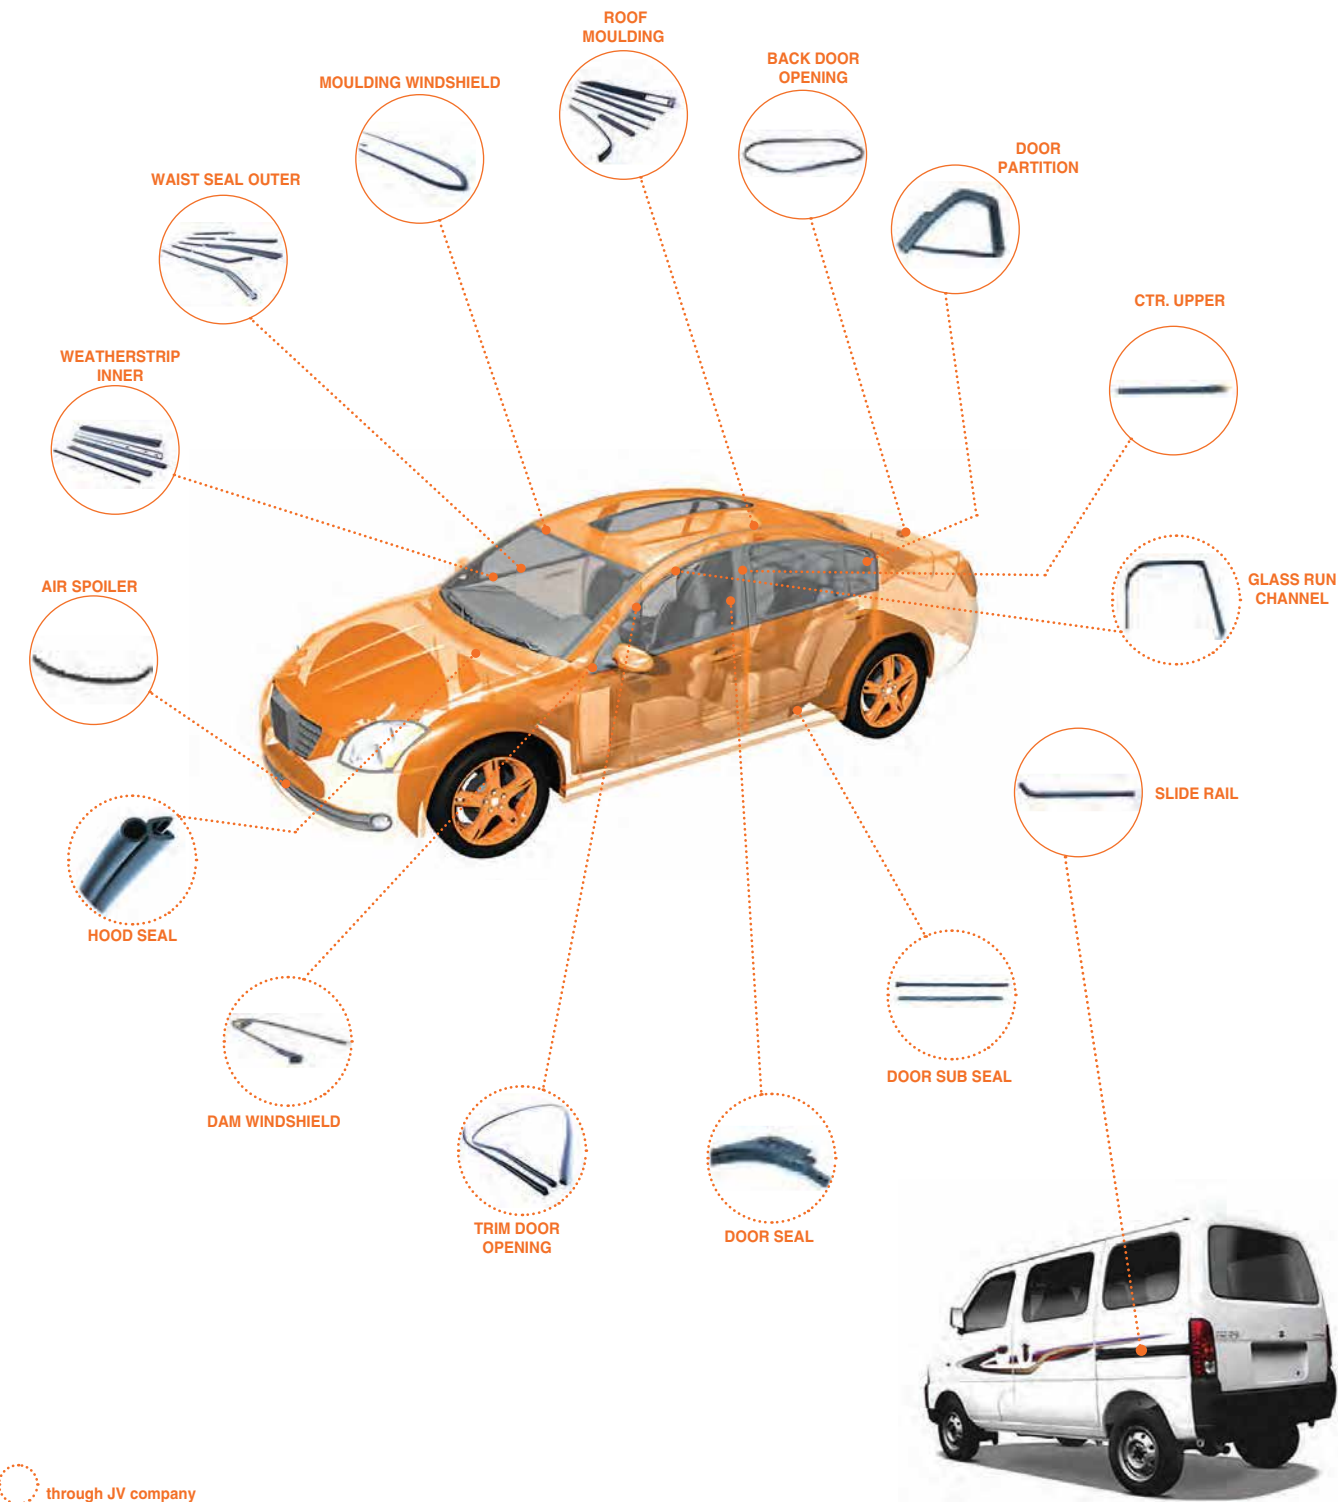 ROOF
MOULDING
BACK DOOR
OPENING
MOULDING WINDSHIELD
DOOR
PARTITION
WAIST SEAL OUTER
CTR. UPPER
WEATHERSTRIP
INNER
AIR SPOILER
GLASS RUN
CHANNEL
SLIDE RAIL
HOOD SEAL
DOOR SUB SEAL
DAM WINDSHIELD
TRIM DOOR
OPENING
DOOR SEAL
through JV company